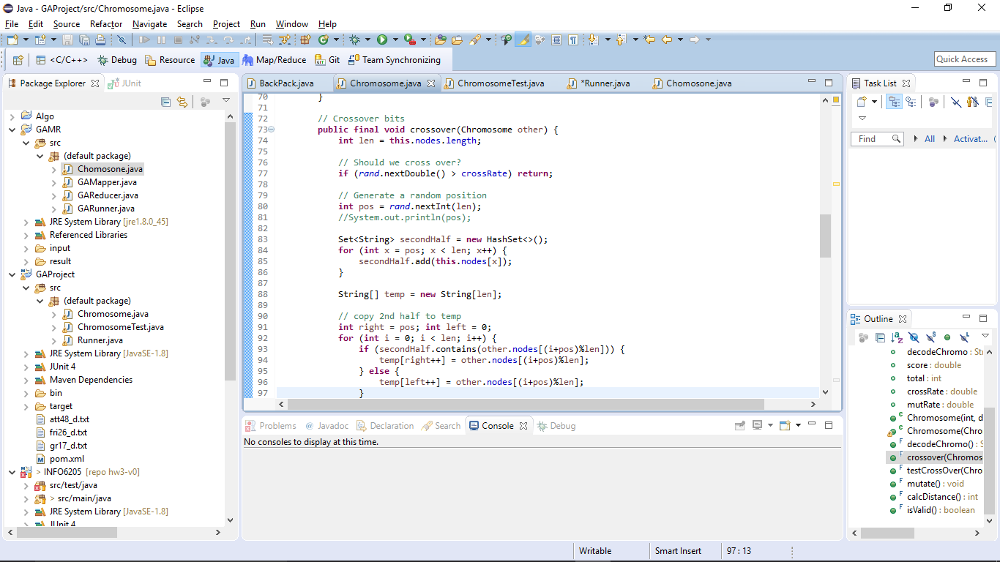 Java - GAProject/src/Chromosome.java - Eclipse
File Edit Source Refactor Navigate Search Project Run Window Help
<C/C++> Debug Resource Java Map/Reduce Git Team Synchronizing Quick Access
Package Explorer JUnit
Algo
GAMR
src
(default package)
Chomosone.java
GAMapper.java
GAReducer.java
GARunner.java
JRE System Library [jre1.8.0_45]
Referenced Libraries
input
result
GAProject
src
(default package)
Chromosome.java
ChromosomeTest.java
Runner.java
JRE System Library [JavaSE-1.8]
JUnit 4
Maven Dependencies
bin
target
att48_d.txt
fri26_d.txt
gr17_d.txt
pom.xml
> INFO6205 [repo hw3-v0]
src/test/java
> src/main/java
JRE System Library [JavaSE-1.8]
JUnit 4
BackPack.java Chromosome.java ChromosomeTest.java *Runner.java Chomosone.java
70 }
71
72 // Crossover bits
73 public final void crossover(Chromosome other) {
74 int len = this.nodes.length;
75
76 // Should we cross over?
77 if (rand.nextDouble() > crossRate) return;
78
79 // Generate a random position
80 int pos = rand.nextInt(len);
81 //System.out.println(pos);
82
83 Set<String> secondHalf = new HashSet<>();
84 for (int x = pos; x < len; x++) {
85 secondHalf.add(this.nodes[x]);
86 }
87
88 String[] temp = new String[len];
89
90 // copy 2nd half to temp
91 int right = pos; int left = 0;
92 for (int i = 0; i < len; i++) {
93 if (secondHalf.contains(other.nodes[(i+pos)%len])) {
94 temp[right++] = other.nodes[(i+pos)%len];
95 } else {
96 temp[left++] = other.nodes[(i+pos)%len];
97 }
Problems @ Javadoc Declaration Search Console Debug
No consoles to display at this time.
Task List
Find All Activat...
Outline
decodeChromo : Stri
score : double
total : int
crossRate : double
mutRate : double
Chromosome(int, d
Chromosome(Chro
decodeChromo() : S
crossover(Chromos
testCrossOver(Chro
mutate() : void
calcDistance() : int
isValid() : boolean
Writable Smart Insert 97 : 13